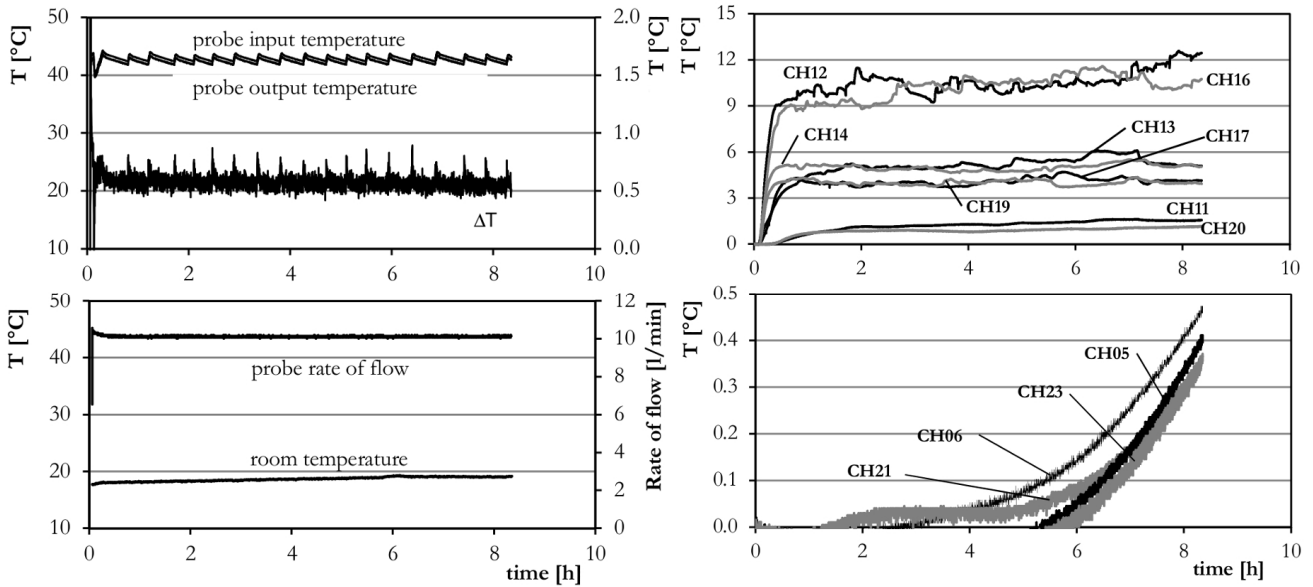 T [°C]
50
40
30
20
10
probe input temperature
probe output temperature
ΔT
2.0
1.5
1.0
0.5
0.0
T [°C]
0 2 4 6 8 10
T [°C]
15
12
9
6
3
0
CH12
CH16
CH14
CH13
CH17
CH19
CH11
CH20
0 2 4 6 8 10
T [°C]
50
40
30
20
10
probe rate of flow
room temperature
12
10
8
6
4
2
0
Rate of flow [l/min]
0 2 4 6 8 10
time [h]
T [°C]
0.5
0.4
0.3
0.2
0.1
0.0
CH05
CH23
CH06
CH21
0 2 4 6 8 10
time [h]